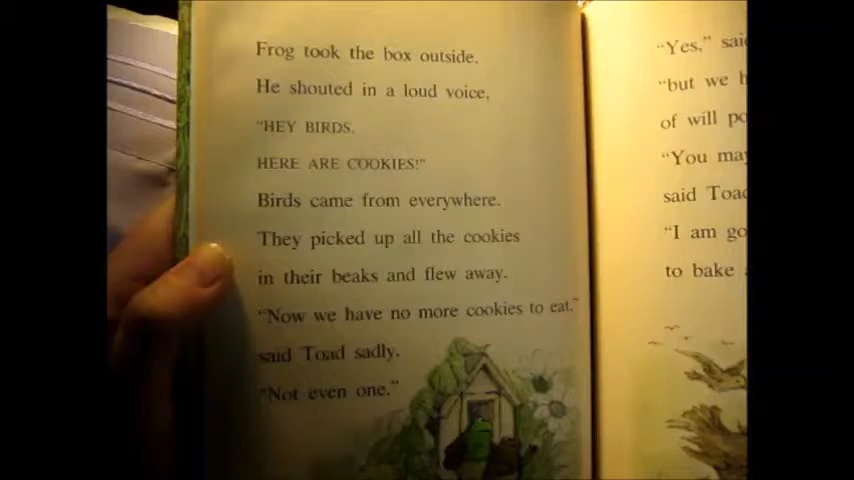 Frog took the box outside.
He shouted in a loud voice,
"HEY BIRDS,
HERE ARE COOKIES!"
Birds came from everywhere.
They picked up all the cookies
in their beaks and flew away.
"Now we have no more cookies to eat,"
said Toad sadly.
"Not even one."
"Yes," sai
"but we h
of will po
"You may
said Toad
"I am go
to bake